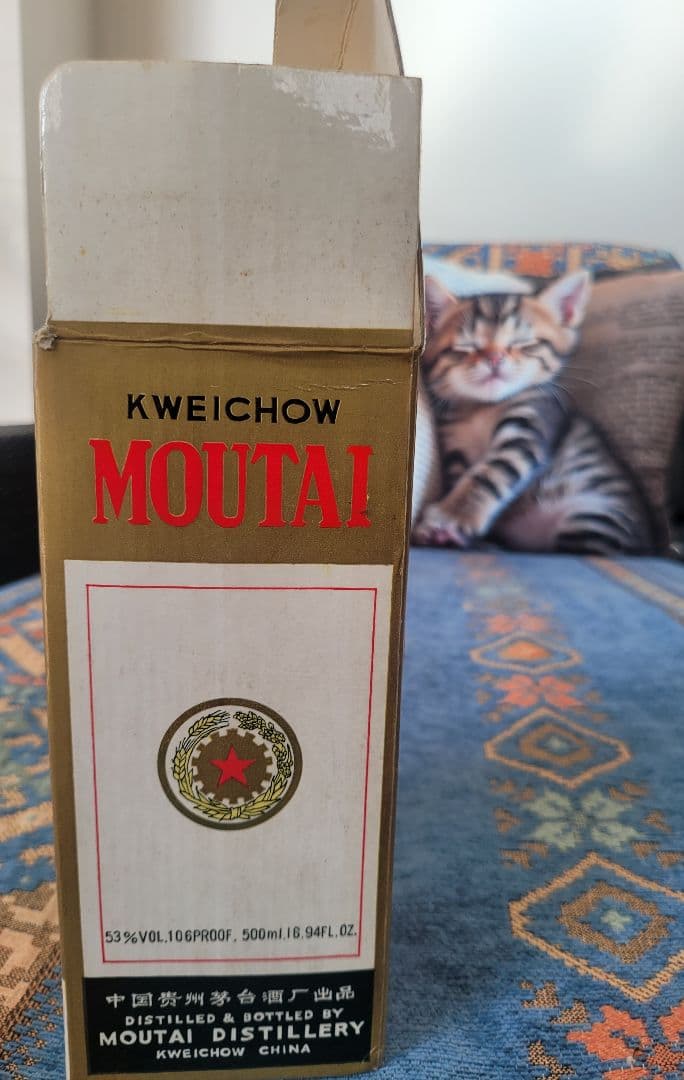 KWEICHOW
MOUTAI
53%VOL.106PROOF. 500ml.16.94FL.OZ.
中国贵州茅台酒厂出品
DISTILLED & BOTTLED BY
MOUTAI DISTILLERY
KWEICHOW CHINA